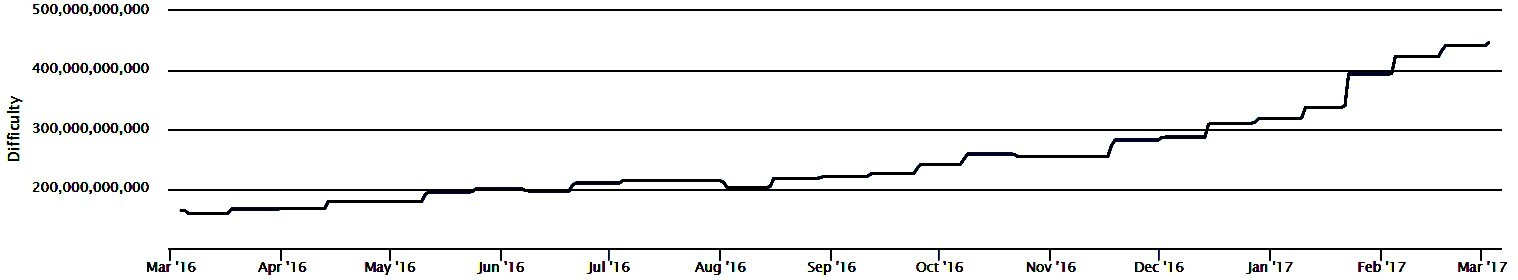 500,000,000,000
400,000,000,000
300,000,000,000
200,000,000,000
Difficulty
Mar '16 Apr '16 May '16 Jun '16 Jul '16 Aug '16 Sep '16 Oct '16 Nov '16 Dec '16 Jan '17 Feb '17 Mar '17